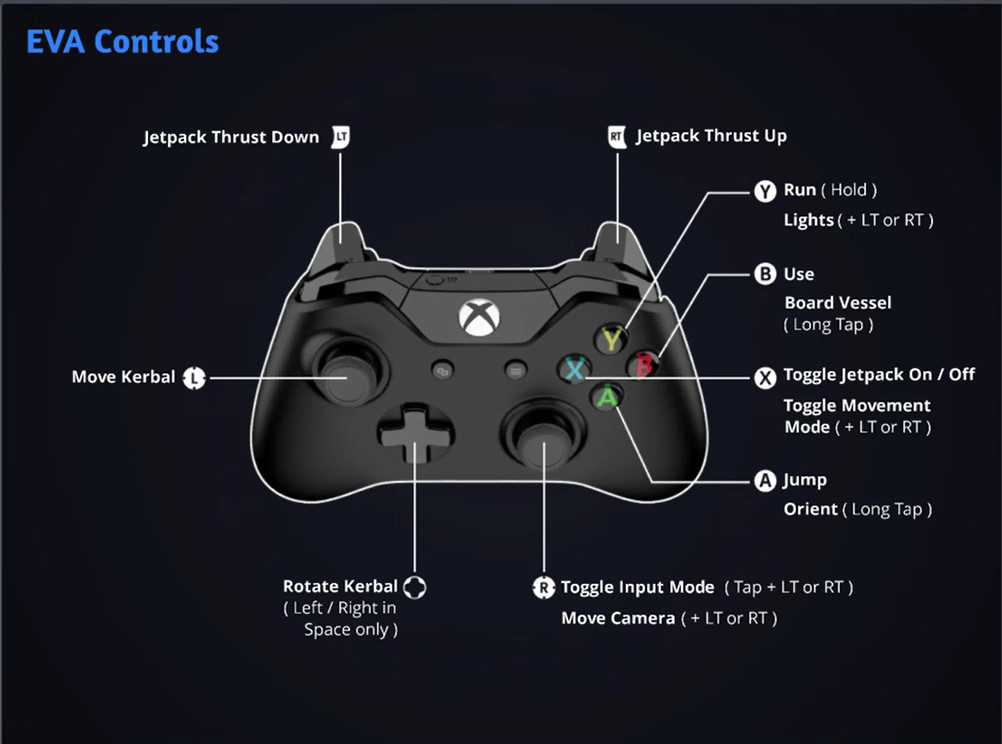 EVA Controls
Jetpack Thrust Down LT
RT Jetpack Thrust Up
Y Run ( Hold )
Lights ( + LT or RT )
B Use
Board Vessel
( Long Tap )
Y
X
B
A
Move Kerbal L
X Toggle Jetpack On / Off
Toggle Movement
Mode ( + LT or RT )
A Jump
Orient ( Long Tap )
Rotate Kerbal
( Left / Right in
Space only )
R Toggle Input Mode ( Tap + LT or RT )
Move Camera ( + LT or RT )